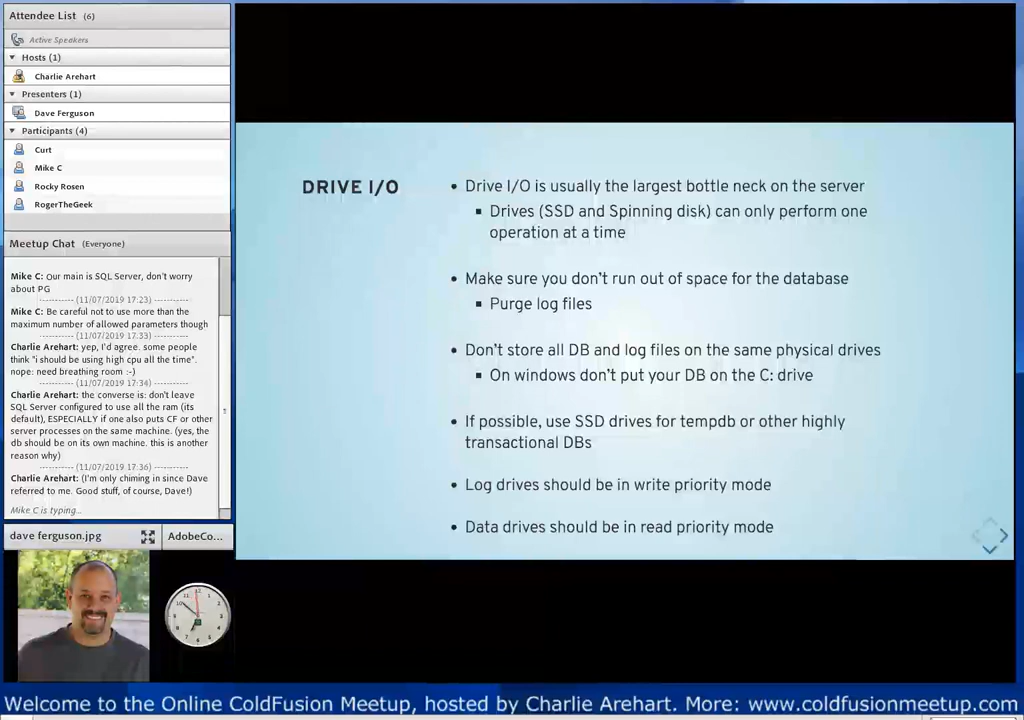 Attendee List (6)
Active Speakers
Hosts (1)
Charlie Arehart
Presenters (1)
Dave Ferguson
Participants (4)
Curt
Mike C
Rocky Rosen
RogerTheGeek
Meetup Chat (Everyone)
Mike C: Our main is SQL Server, don't worry
about PG
----------- (11/07/2019 17:23) -----------
Mike C: Be careful not to use more than the
maximum number of allowed parameters though
----------- (11/07/2019 17:33) -----------
Charlie Arehart: yep, I'd agree. some people
think "i should be using high cpu all the time".
nope: need breathing room :-)
----------- (11/07/2019 17:34) -----------
Charlie Arehart: the converse is: don't leave
SQL Server configured to use all the ram (its
default), ESPECIALLY if one also puts CF or other
server processes on the same machine. (yes, the
db should be on its own machine. this is another
reason why)
----------- (11/07/2019 17:36) -----------
Charlie Arehart: (I'm only chiming in since Dave
referred to me. Good stuff, of course, Dave!)
Mike C is typing...
dave ferguson.jpg
AdobeCo...
DRIVE I/O
• Drive I/O is usually the largest bottle neck on the server
▪ Drives (SSD and Spinning disk) can only perform one
operation at a time
• Make sure you don't run out of space for the database
▪ Purge log files
• Don't store all DB and log files on the same physical drives
▪ On windows don't put your DB on the C: drive
• If possible, use SSD drives for tempdb or other highly
transactional DBs
• Log drives should be in write priority mode
• Data drives should be in read priority mode
Welcome to the Online ColdFusion Meetup, hosted by Charlie Arehart. More: www.coldfusionmeetup.com